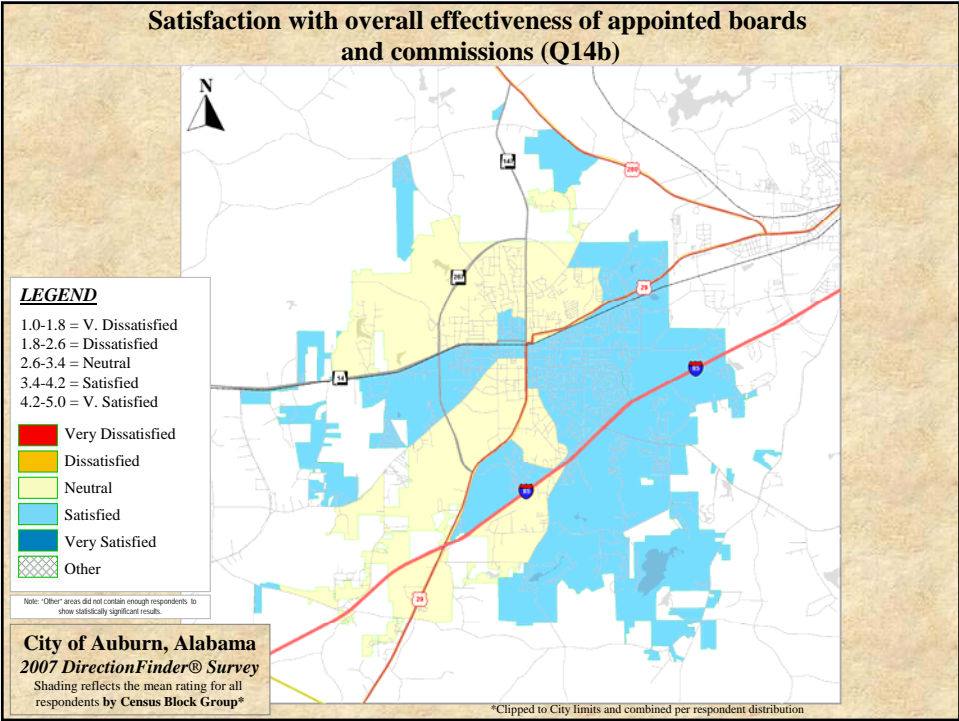 Satisfaction with overall effectiveness of appointed boards
and commissions (Q14b)
N
147
280
267
29
85
14
85
29
LEGEND
1.0-1.8 = V. Dissatisfied
1.8-2.6 = Dissatisfied
2.6-3.4 = Neutral
3.4-4.2 = Satisfied
4.2-5.0 = V. Satisfied
Very Dissatisfied
Dissatisfied
Neutral
Satisfied
Very Satisfied
Other
Note: "Other" areas did not contain enough respondents to
show statistically significant results.
City of Auburn, Alabama
2007 DirectionFinder® Survey
Shading reflects the mean rating for all
respondents by Census Block Group*
*Clipped to City limits and combined per respondent distribution